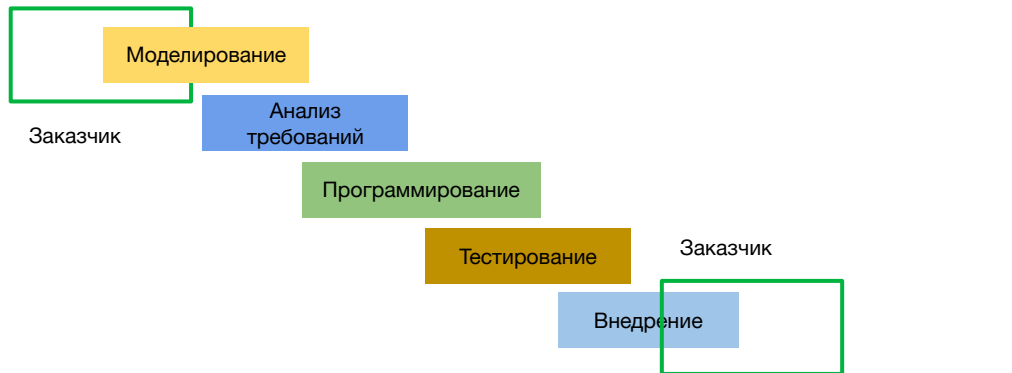 Моделирование
Анализ
требований
Заказчик
Программирование
Тестирование
Заказчик
Внедрение